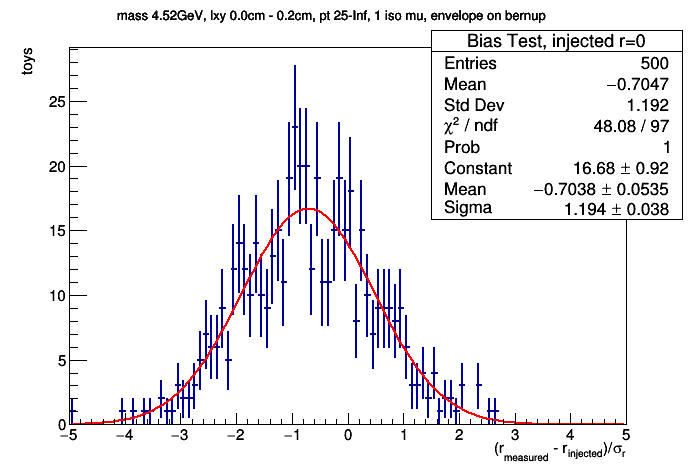 mass 4.52GeV, lxy 0.0cm - 0.2cm, pt 25-Inf, 1 iso mu, envelope on bernup
Bias Test, injected r=0
Entries 500
Mean −0.7047
Std Dev 1.192
χ² / ndf 48.08 / 97
Prob 1
Constant 16.68 ± 0.92
Mean −0.7038 ± 0.0535
Sigma 1.194 ± 0.038
toys
25
20
15
10
5
0
−5 −4 −3 −2 −1 0 1 2 3 4 5
(r_measured - r_injected)/σ_r